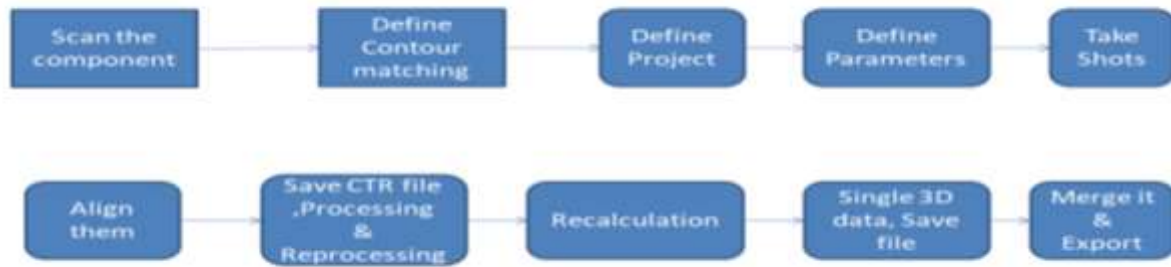 Scan the
component
Define
Contour
matching
Define
Project
Define
Parameters
Take
Shots
Align
them
Save CTR file
,Processing
&
Reprocessing
Recalculation
Single 3D
data, Save
file
Merge it
&
Export